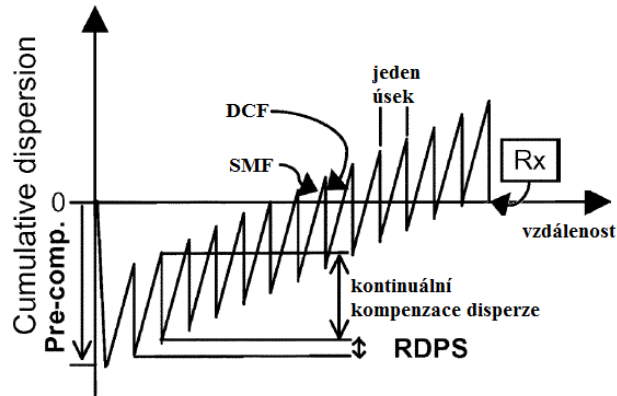 Cumulative dispersion
Pre-comp.
0
SMF
DCF
jeden
úsek
Rx
vzdálenost
kontinuální
kompenzace disperze
RDPS